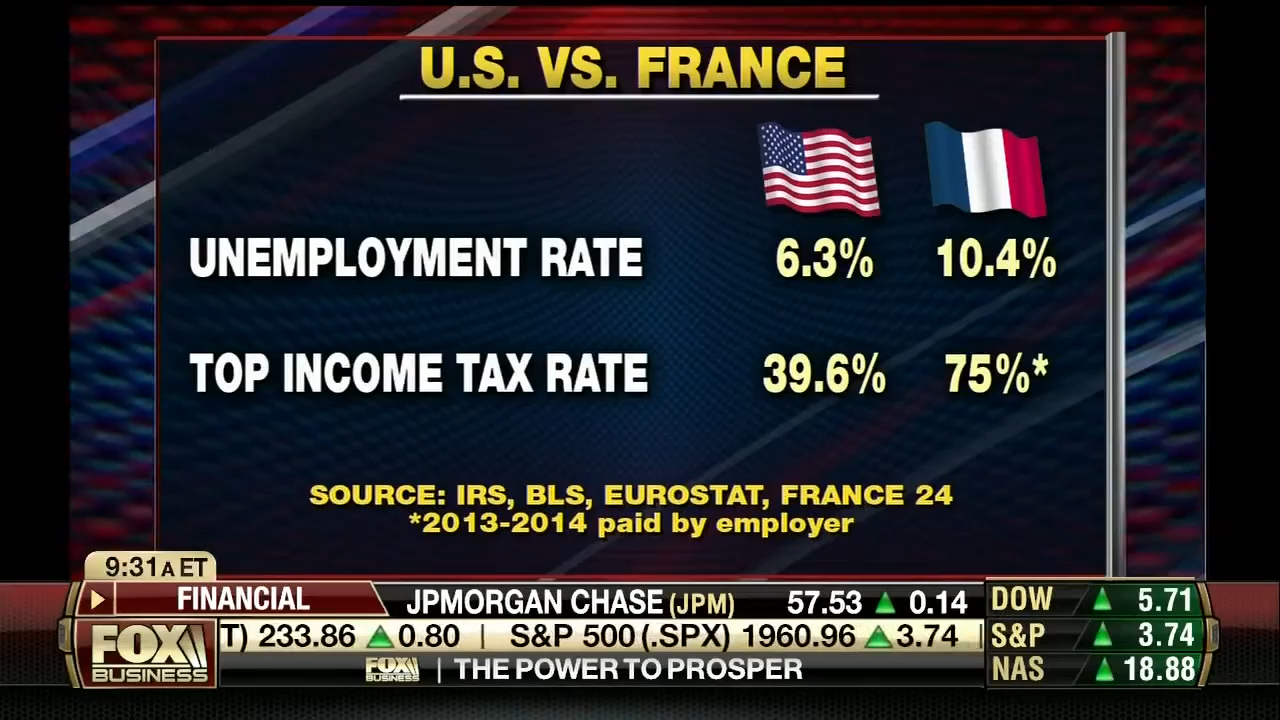 U.S. VS. FRANCE
UNEMPLOYMENT RATE 6.3% 10.4%
TOP INCOME TAX RATE 39.6% 75%*
SOURCE: IRS, BLS, EUROSTAT, FRANCE 24
*2013-2014 paid by employer
9:31A ET
FINANCIAL JPMORGAN CHASE (JPM) 57.53 ▲ 0.14
T) 233.86 ▲ 0.80 | S&P 500 (.SPX) 1960.96 ▲ 3.74
FOX BUSINESS | THE POWER TO PROSPER
FOX
BUSINESS
DOW ▲ 5.71
S&P ▲ 3.74
NAS ▲ 18.88